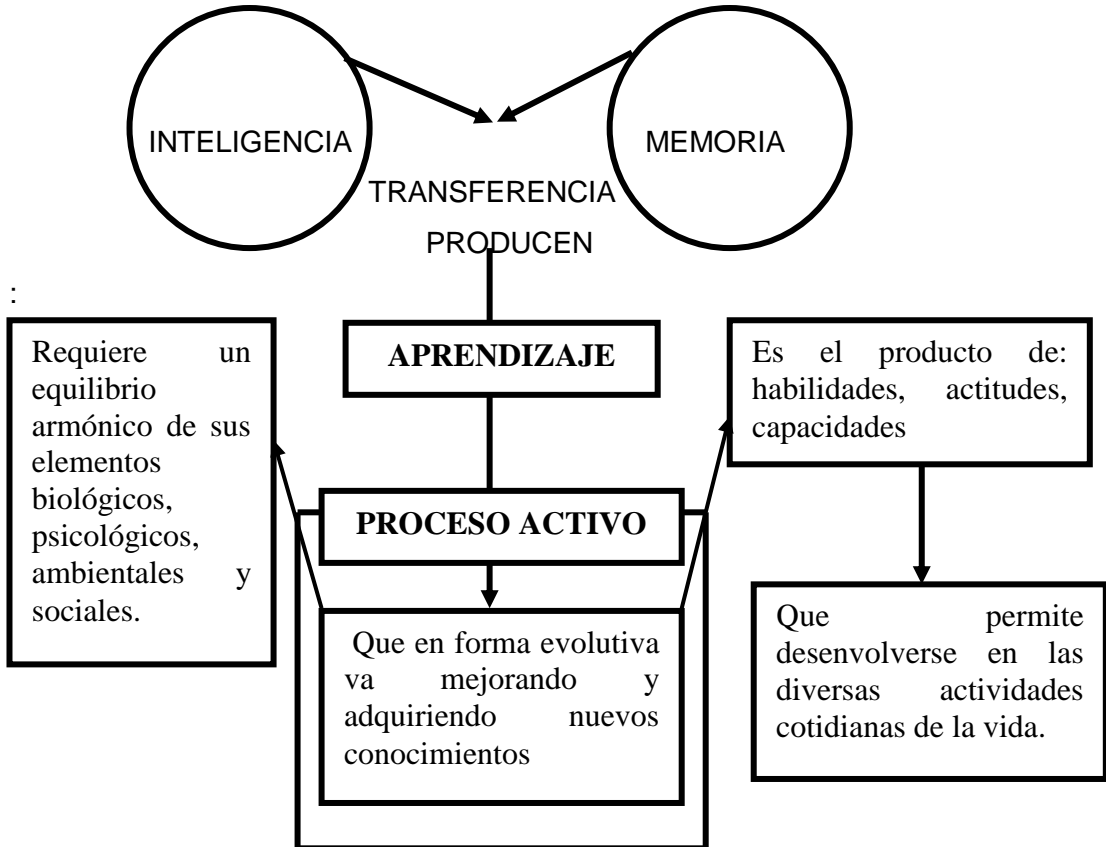 INTELIGENCIA
MEMORIA
TRANSFERENCIA
PRODUCEN
:
Requiere un
equilibrio
armónico de sus
elementos
biológicos,
psicológicos,
ambientales y
sociales.
APRENDIZAJE
Es el producto de:
habilidades, actitudes,
capacidades
PROCESO ACTIVO
Que en forma evolutiva
va mejorando y
adquiriendo nuevos
conocimientos
Que permite
desenvolverse en las
diversas actividades
cotidianas de la vida.